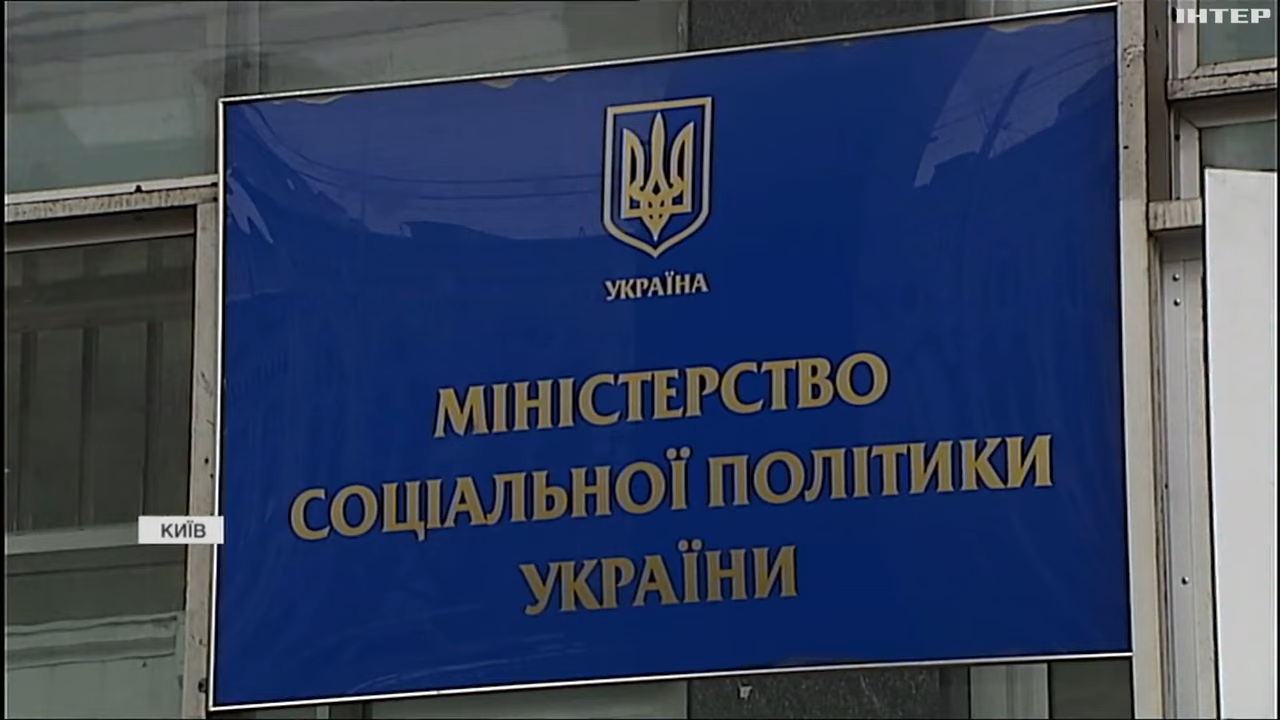 ІНТЕР
УКРАЇНА
МІНІСТЕРСТВО
СОЦІАЛЬНОЇ ПОЛІТИКИ
УКРАЇНИ
КИЇВ